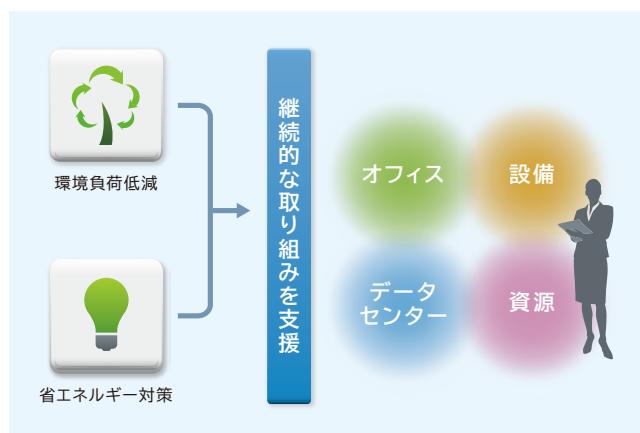 環境負荷低減
省エネルギー対策
継続的な取り組みを支援
オフィス
設備
データ
センター
資源